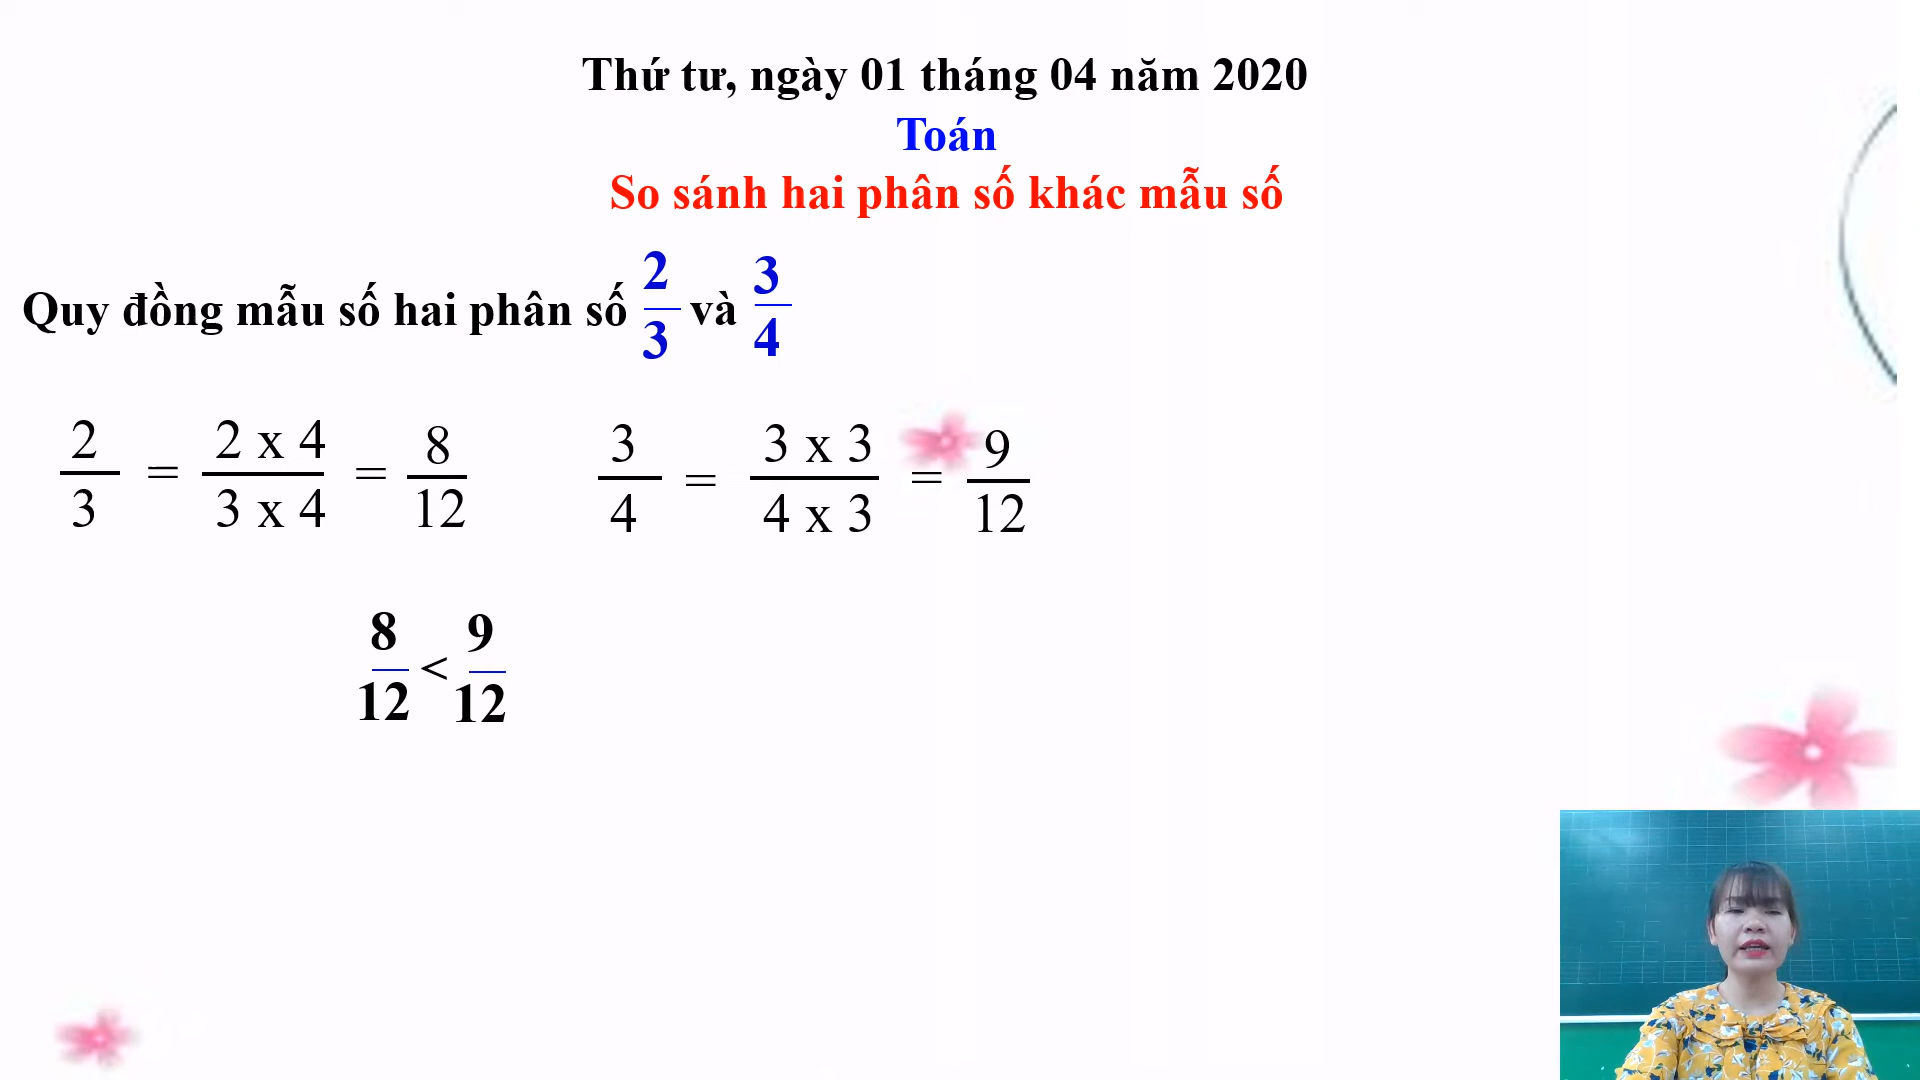 Thứ tư, ngày 01 tháng 04 năm 2020
Toán
So sánh hai phân số khác mẫu số
Quy đồng mẫu số hai phân số 2/3 và 3/4
2/3 = 2 x 4 / 3 x 4 = 8/12
3/4 = 3 x 3 / 4 x 3 = 9/12
8/12 < 9/12